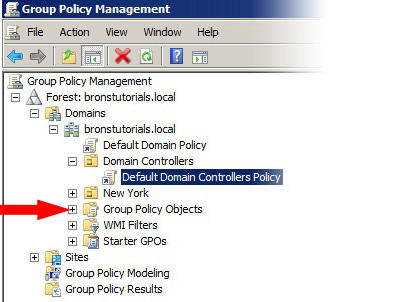 Group Policy Management
File Action View Window Help
Group Policy Management
Forest: bronstutorials.local
Domains
bronstutorials.local
Default Domain Policy
Domain Controllers
Default Domain Controllers Policy
New York
Group Policy Objects
WMI Filters
Starter GPOs
Sites
Group Policy Modeling
Group Policy Results